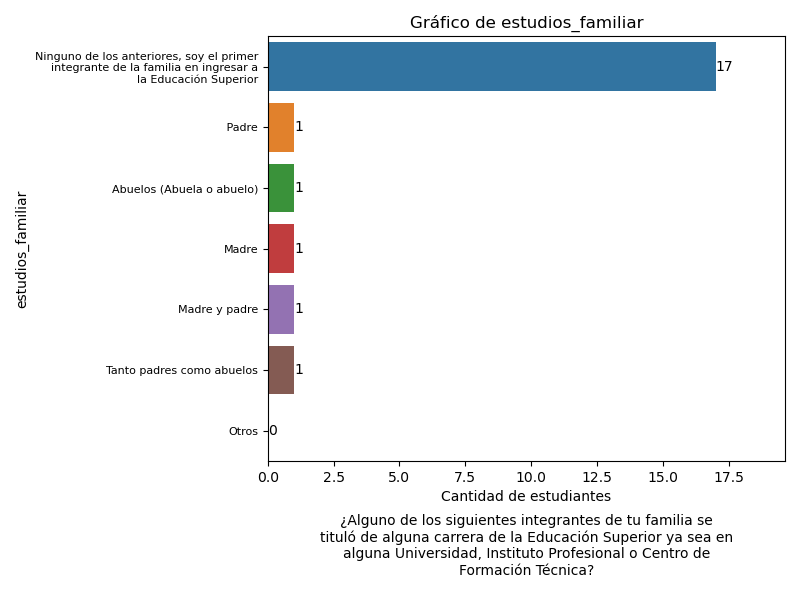 Gráfico de estudios_familiar
Ninguno de los anteriores, soy el primer
integrante de la familia en ingresar a
la Educación Superior
17
Padre
1
Abuelos (Abuela o abuelo)
1
Madre
1
Madre y padre
1
Tanto padres como abuelos
1
Otros
0
estudios_familiar
0.0 2.5 5.0 7.5 10.0 12.5 15.0 17.5
Cantidad de estudiantes
¿Alguno de los siguientes integrantes de tu familia se
tituló de alguna carrera de la Educación Superior ya sea en
alguna Universidad, Instituto Profesional o Centro de
Formación Técnica?